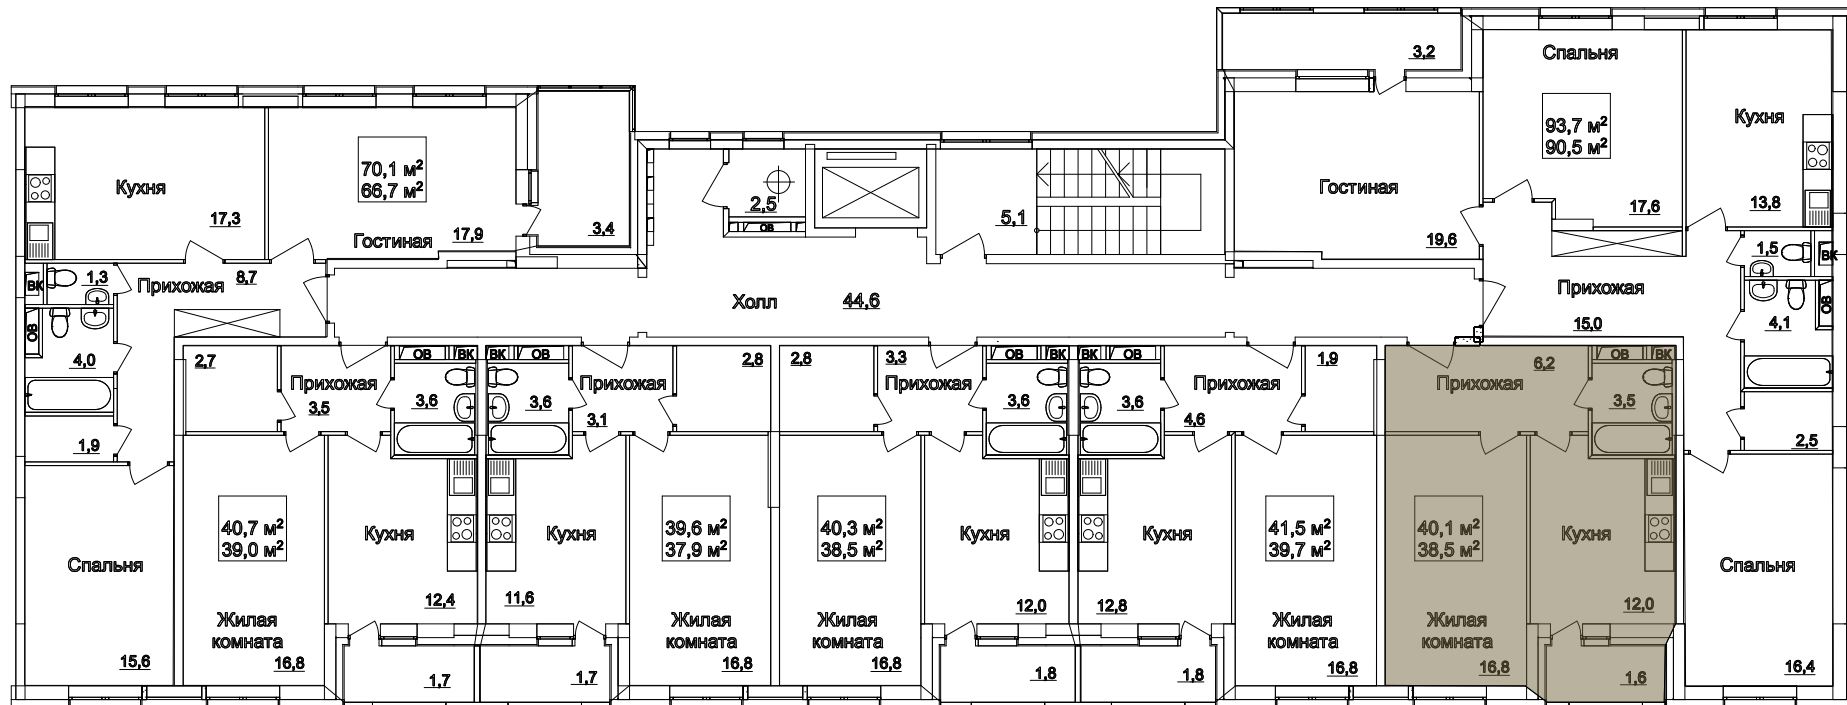 3,2
Спальня
93,7 м²
90,5 м²
Кухня
70,1 м²
66,7 м²
Кухня
17,3
Гостиная
17,9
3,4
2,5
ОВ
5,1
Гостиная
19,6
17,6
13,8
ВК
1,3
Прихожая
8,7
ОВ
4,0
1,9
Холл
44,6
Прихожая
15,0
1,5
ВК
ОВ
4,1
2,5
2,7
Прихожая
3,5
ОВ
ВК
3,6
ВК
ОВ
3,6
Прихожая
3,1
2,8
2,8
3,3
Прихожая
ОВ
ВК
3,6
ВК
ОВ
3,6
Прихожая
4,6
1,9
Прихожая
6,2
ОВ
ВК
3,5
Спальня
15,6
40,7 м²
39,0 м²
Жилая
комната
16,8
Кухня
12,4
1,7
Кухня
11,6
1,7
39,6 м²
37,9 м²
Жилая
комната
16,8
40,3 м²
38,5 м²
Жилая
комната
16,8
Кухня
12,0
1,8
Кухня
12,8
1,8
41,5 м²
39,7 м²
Жилая
комната
16,8
40,1 м²
38,5 м²
Жилая
комната
16,8
Кухня
12,0
1,6
Спальня
16,4